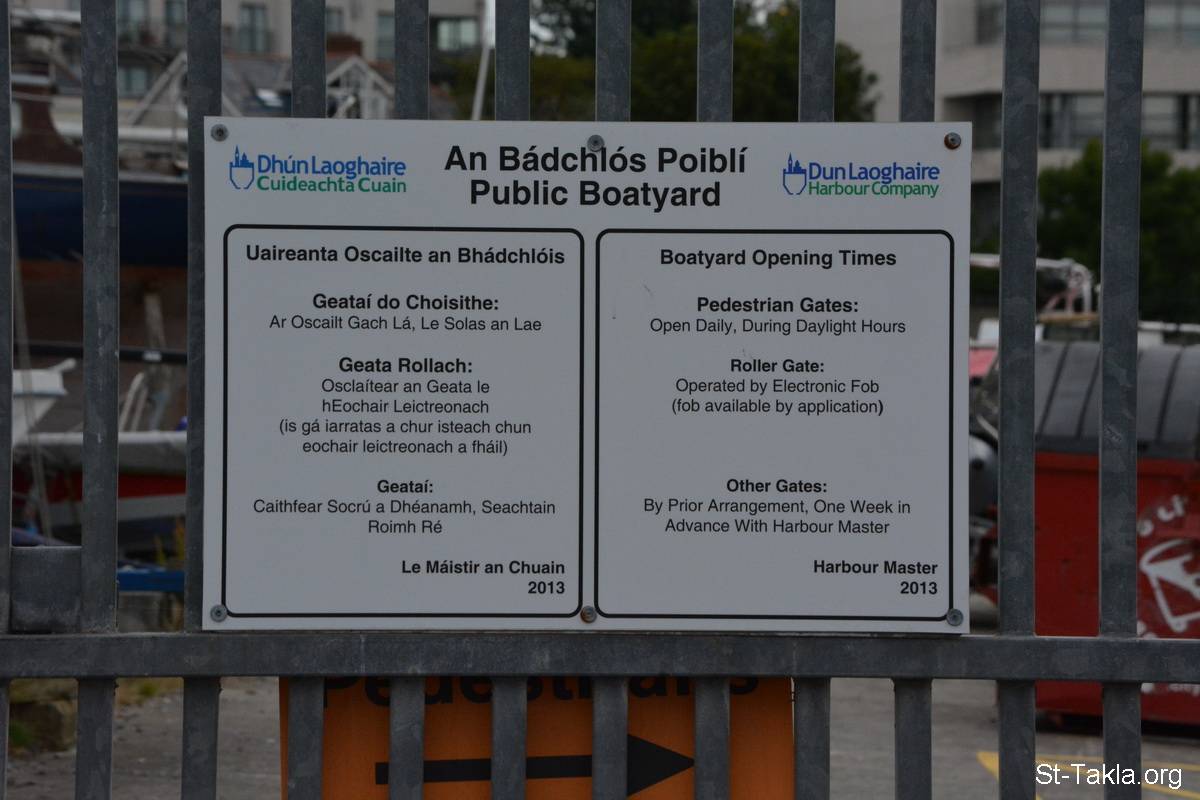 Dhún Laoghaire
Cuideachta Cuain
An Bádchlós Poiblí
Public Boatyard
Dun Laoghaire
Harbour Company
Uaireanta Oscailte an Bhádchlóis
Geataí do Choisithe:
Ar Oscailt Gach Lá, Le Solas an Lae
Geata Rollach:
Osclaítear an Geata le
hEochair Leictreonach
(is gá iarratas a chur isteach chun
eochair leictreonach a fháil)
Geataí:
Caithfear Socrú a Dhéanamh, Seachtain
Roimh Ré
Le Máistir an Chuain
2013
Boatyard Opening Times
Pedestrian Gates:
Open Daily, During Daylight Hours
Roller Gate:
Operated by Electronic Fob
(fob available by application)
Other Gates:
By Prior Arrangement, One Week in
Advance With Harbour Master
Harbour Master
2013
Pedestrians
St-Takla.org